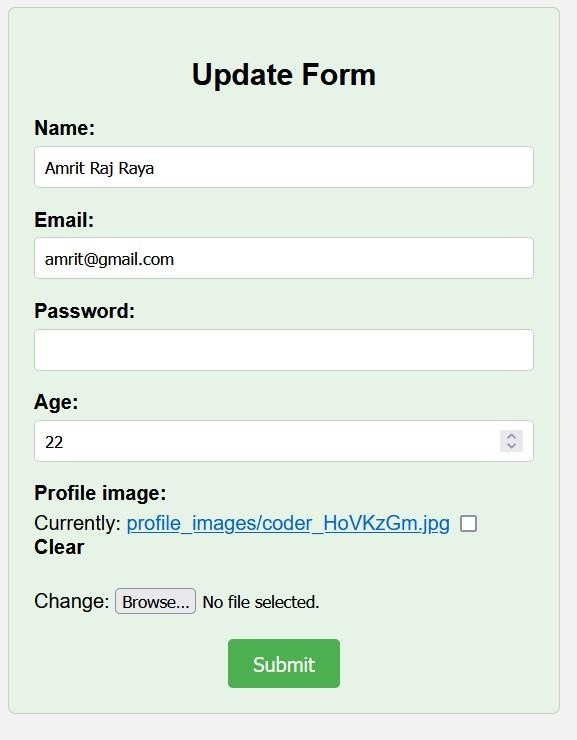 Update Form
Name:
Amrit Raj Raya
Email:
amrit@gmail.com
Password:
Age:
22
Profile image:
Currently: profile_images/coder_HoVKzGm.jpg
Clear
Change: Browse... No file selected.
Submit